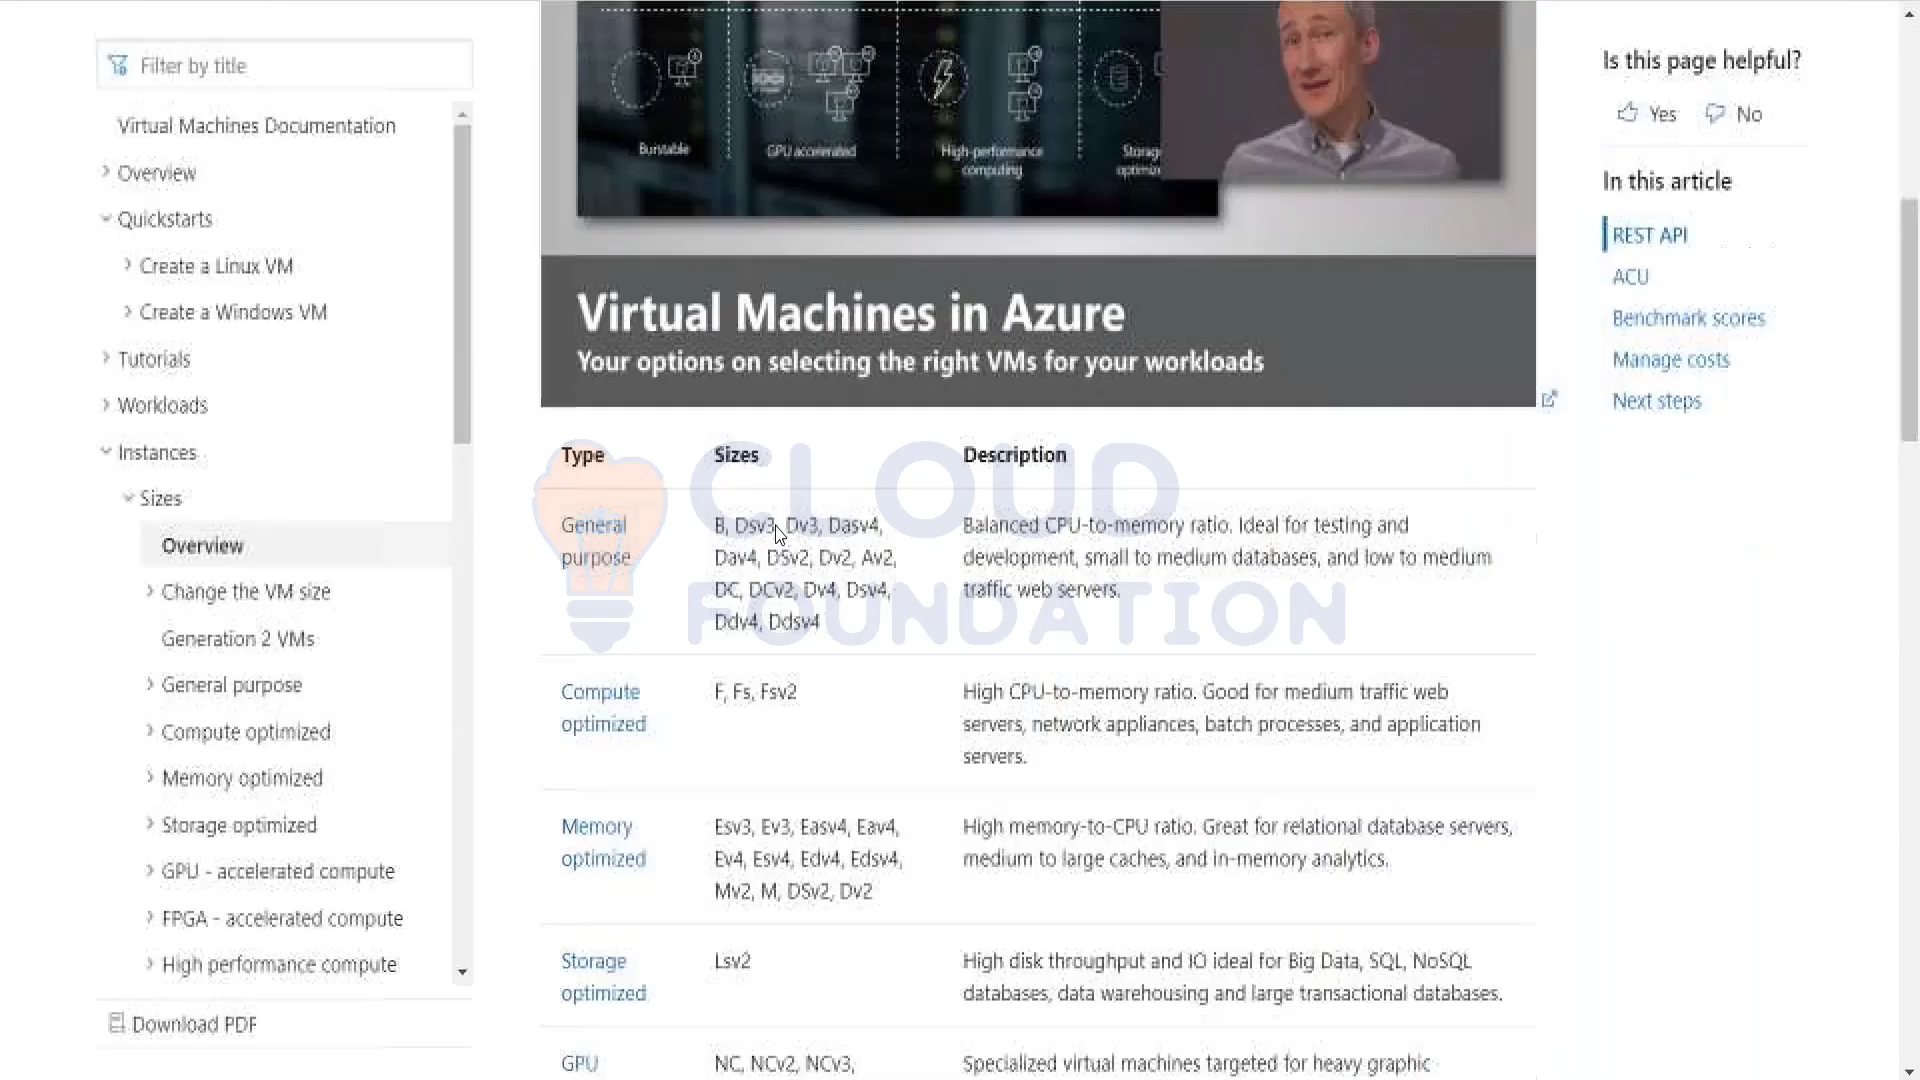 Filter by title
Virtual Machines Documentation
Overview
Quickstarts
Create a Linux VM
Create a Windows VM
Tutorials
Workloads
Instances
Sizes
Overview
Change the VM size
Generation 2 VMs
General purpose
Compute optimized
Memory optimized
Storage optimized
GPU - accelerated compute
FPGA - accelerated compute
High performance compute
Download PDF
Burstable
GPU accelerated
High-performance
computing
Virtual Machines in Azure
Your options on selecting the right VMs for your workloads
Type Sizes Description
General
purpose
B, Dsv3, Dv3, Dasv4,
Dav4, DSv2, Dv2, Av2,
DC, DCv2, Dv4, Dsv4,
Ddv4, Ddsv4
Balanced CPU-to-memory ratio. Ideal for testing and
development, small to medium databases, and low to medium
traffic web servers.
Compute
optimized
F, Fs, Fsv2
High CPU-to-memory ratio. Good for medium traffic web
servers, network appliances, batch processes, and application
servers.
Memory
optimized
Esv3, Ev3, Easv4, Eav4,
Ev4, Esv4, Edv4, Edsv4,
Mv2, M, DSv2, Dv2
High memory-to-CPU ratio. Great for relational database servers,
medium to large caches, and in-memory analytics.
Storage
optimized
Lsv2
High disk throughput and IO ideal for Big Data, SQL, NoSQL
databases, data warehousing and large transactional databases.
GPU
NC, NCv2, NCv3,
Specialized virtual machines targeted for heavy graphic
CLOUD
FOUNDATION
Is this page helpful?
Yes No
In this article
REST API
ACU
Benchmark scores
Manage costs
Next steps